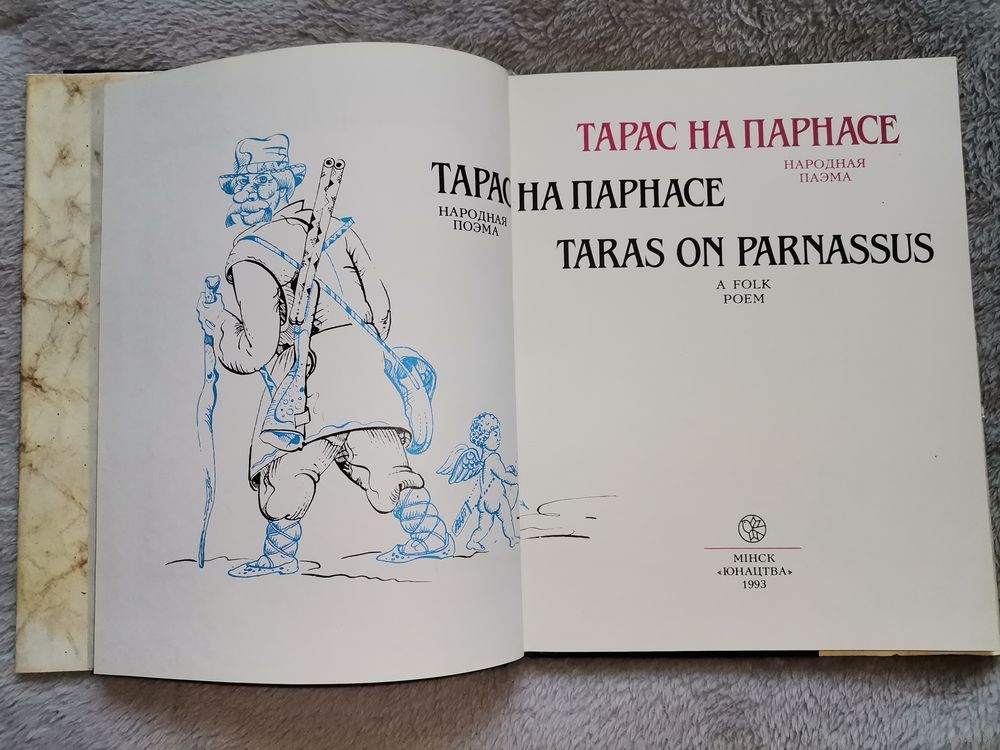 ТАРАС НА ПАРНАСЕ
НАРОДНАЯ
ПАЭМА
ТАРАС НА ПАРНАСЕ
НАРОДНАЯ
ПОЭМА
TARAS ON PARNASSUS
A FOLK
POEM
МІНСК
«ЮНАЦТВА»
1993